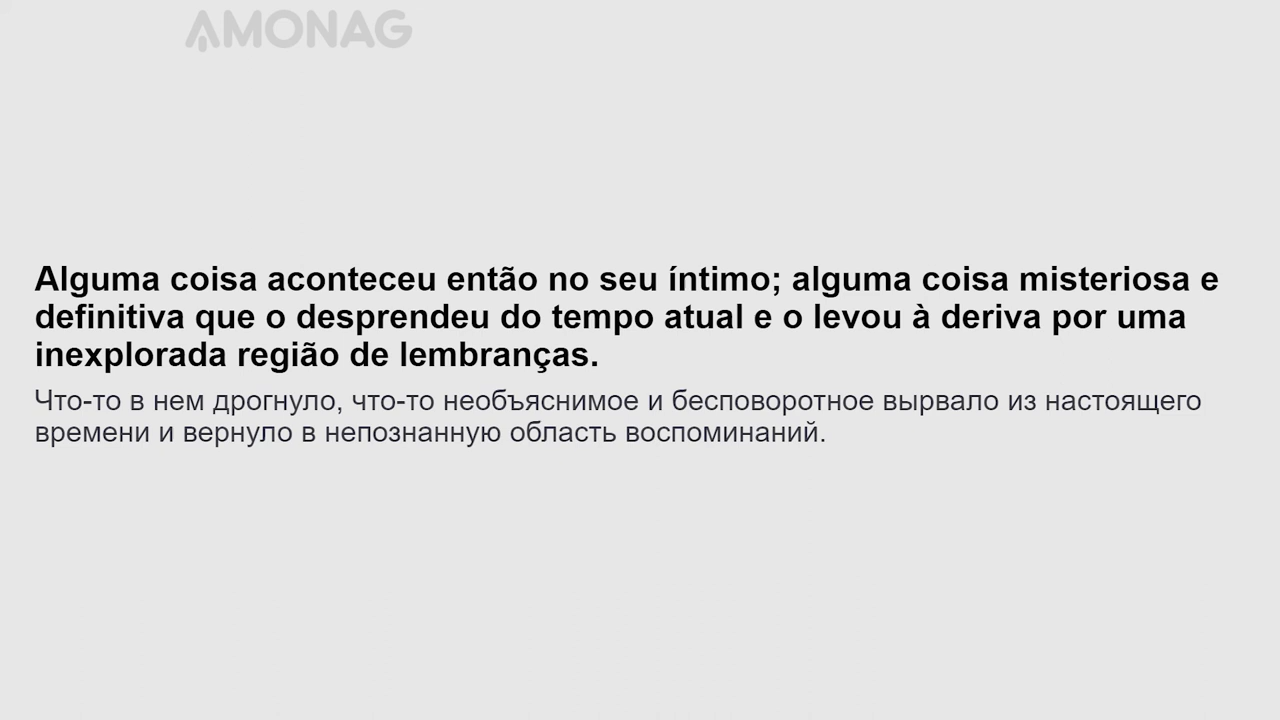 AMONAG
Alguma coisa aconteceu então no seu íntimo; alguma coisa misteriosa e
definitiva que o desprendeu do tempo atual e o levou à deriva por uma
inexplorada região de lembranças.
Что-то в нем дрогнуло, что-то необъяснимое и бесповоротное вырвало из настоящего
времени и вернуло в непознанную область воспоминаний.